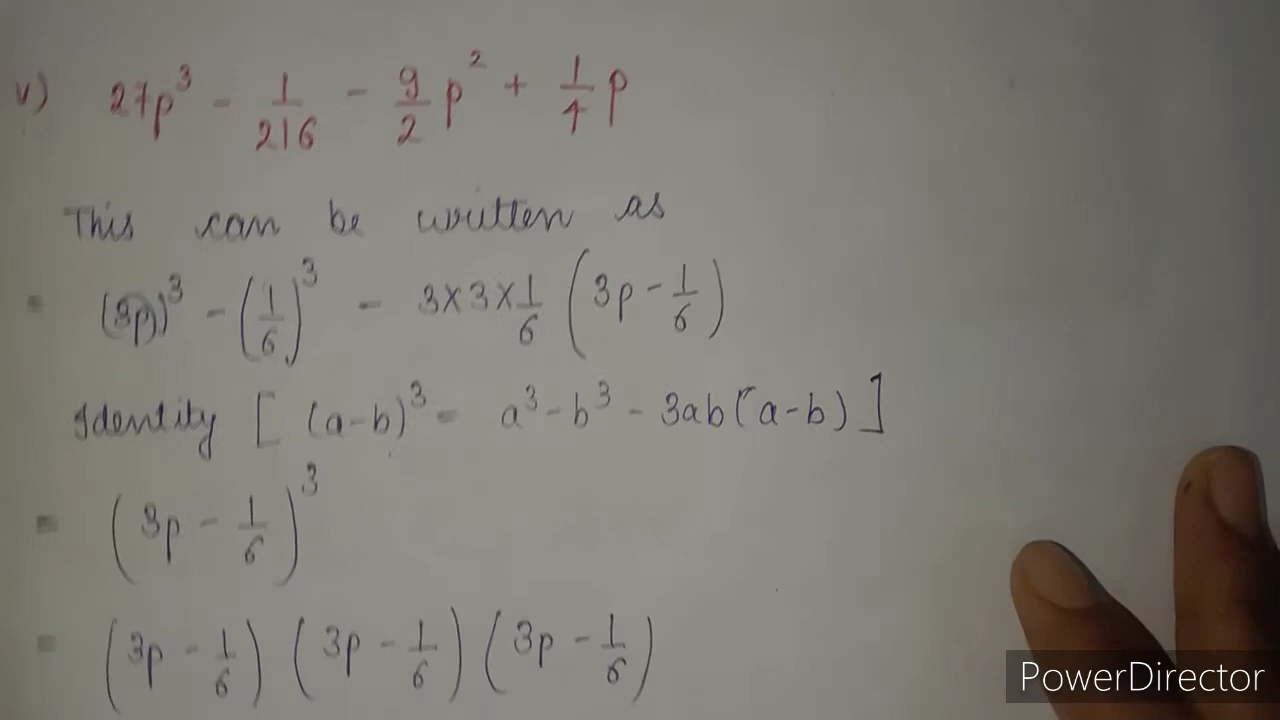 v) 27p³ - 1/216 - 9/2 p² + 1/4 p
This can be written as
(3p)³ - (1/6)³ - 3×3×1/6 (3p - 1/6)
Identity [ (a-b)³ = a³-b³ - 3ab(a-b) ]
= (3p - 1/6)³
(3p - 1/6) (3p - 1/6) (3p - 1/6)
PowerDirector